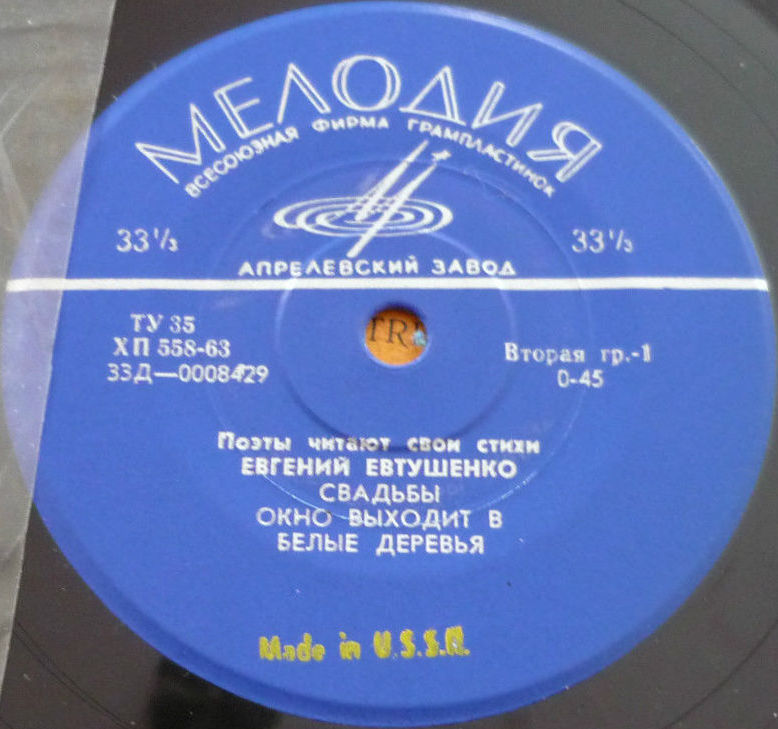 МЕЛОДИЯ
ВСЕСОЮЗНАЯ ФИРМА ГРАМПЛАСТИНОК
33⅓ 33⅓
АПРЕЛЕВСКИЙ ЗАВОД
ТУ 35
ХП 558-63
33Д—0008429
Вторая гр.-1
0-45
Поэты читают свои стихи
ЕВГЕНИЙ ЕВТУШЕНКО
СВАДЬБЫ
ОКНО ВЫХОДИТ В
БЕЛЫЕ ДЕРЕВЬЯ
Made in U.S.S.R.